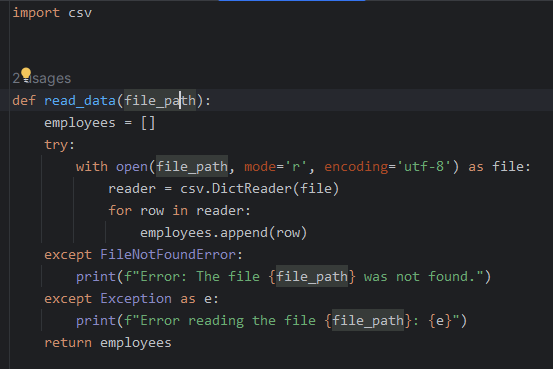 import csv
2 usages
def read_data(file_path):
    employees = []
    try:
        with open(file_path, mode='r', encoding='utf-8') as file:
            reader = csv.DictReader(file)
            for row in reader:
                employees.append(row)
    except FileNotFoundError:
        print(f"Error: The file {file_path} was not found.")
    except Exception as e:
        print(f"Error reading the file {file_path}: {e}")
    return employees